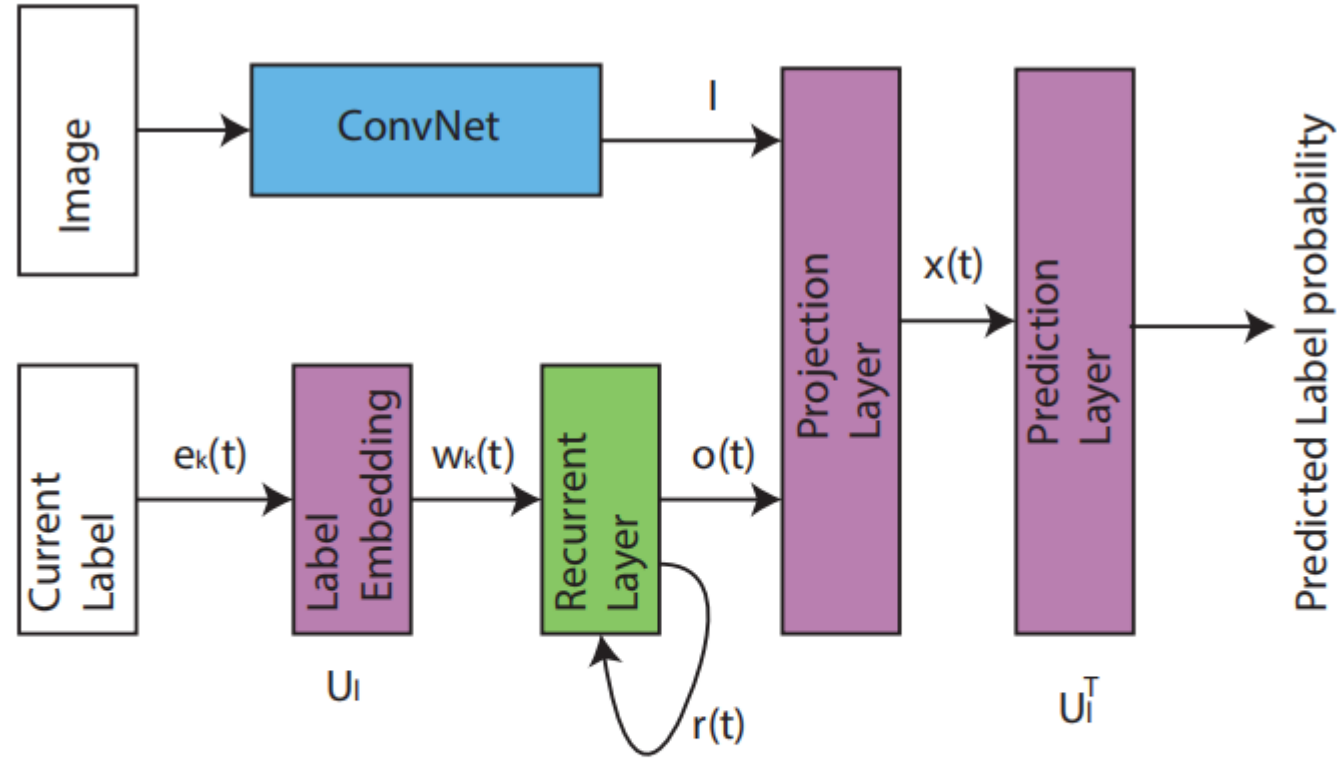 Image
ConvNet
I
Projection
Layer
x(t)
Prediction
Layer
Predicted Label probability
Current
Label
eₖ(t)
Label
Embedding
wₖ(t)
Recurrent
Layer
o(t)
Uₗ
r(t)
Uₗᵀ